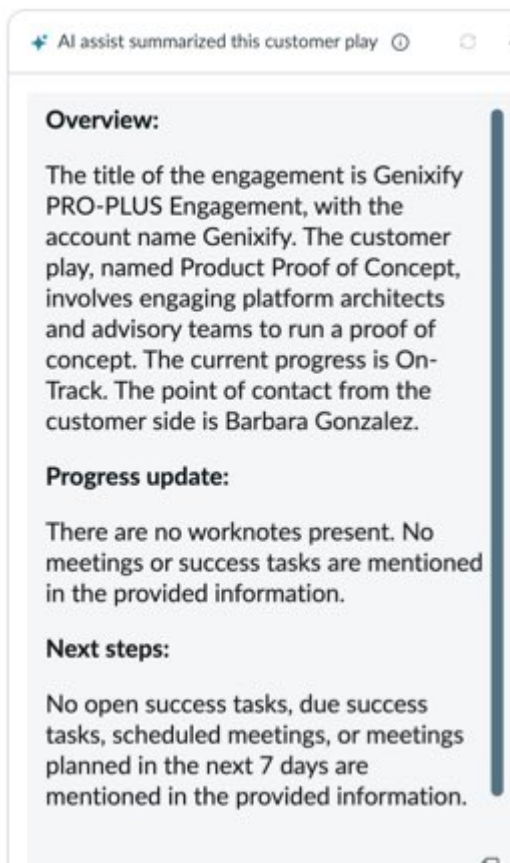 AI assist summarized this customer play
Overview:
The title of the engagement is Genixify
PRO-PLUS Engagement, with the
account name Genixify. The customer
play, named Product Proof of Concept,
involves engaging platform architects
and advisory teams to run a proof of
concept. The current progress is On-
Track. The point of contact from the
customer side is Barbara Gonzalez.
Progress update:
There are no worknotes present. No
meetings or success tasks are mentioned
in the provided information.
Next steps:
No open success tasks, due success
tasks, scheduled meetings, or meetings
planned in the next 7 days are
mentioned in the provided information.